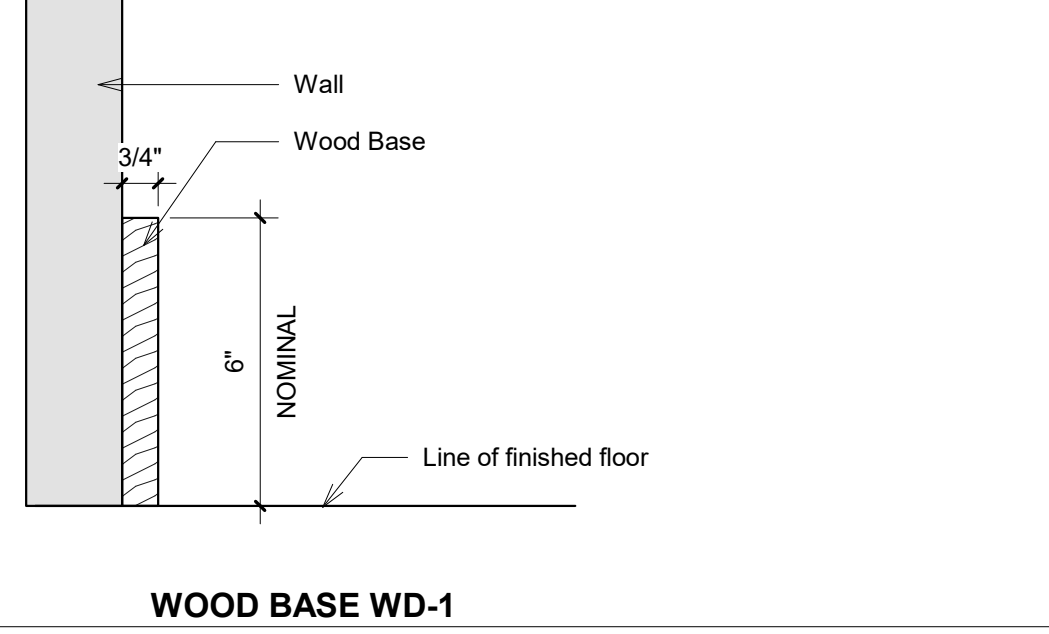 Wall
Wood Base
3/4"
6"
NOMINAL
Line of finished floor
WOOD BASE WD-1